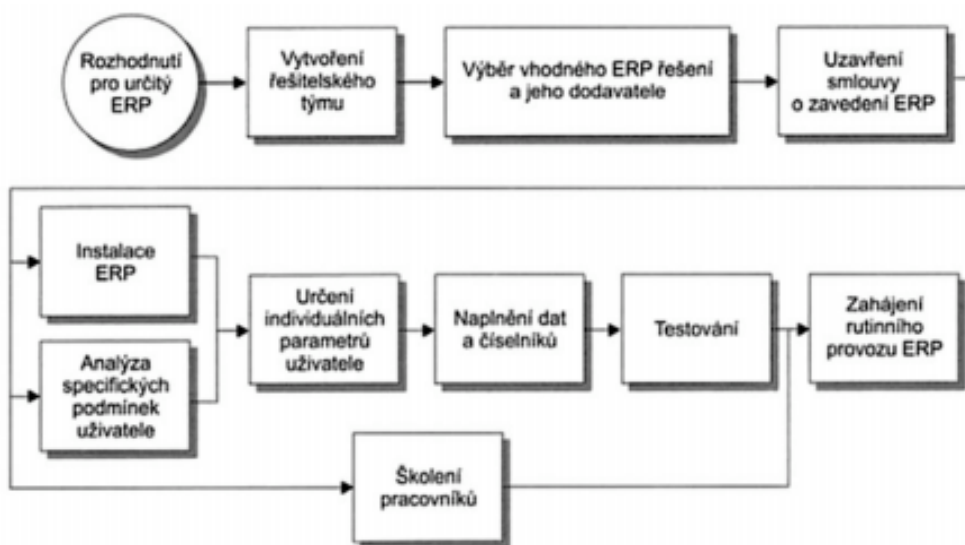 Rozhodnutí
pro určitý
ERP
Vytvoření
řešitelského
týmu
Výběr vhodného ERP řešení
a jeho dodavatele
Uzavření
smlouvy
o zavedení ERP
Instalace
ERP
Analýza
specifických
podmínek
uživatele
Určení
individuálních
parametrů
uživatele
Naplnění dat
a číselníků
Testování
Zahájení
rutinního
provozu ERP
Školení
pracovníků